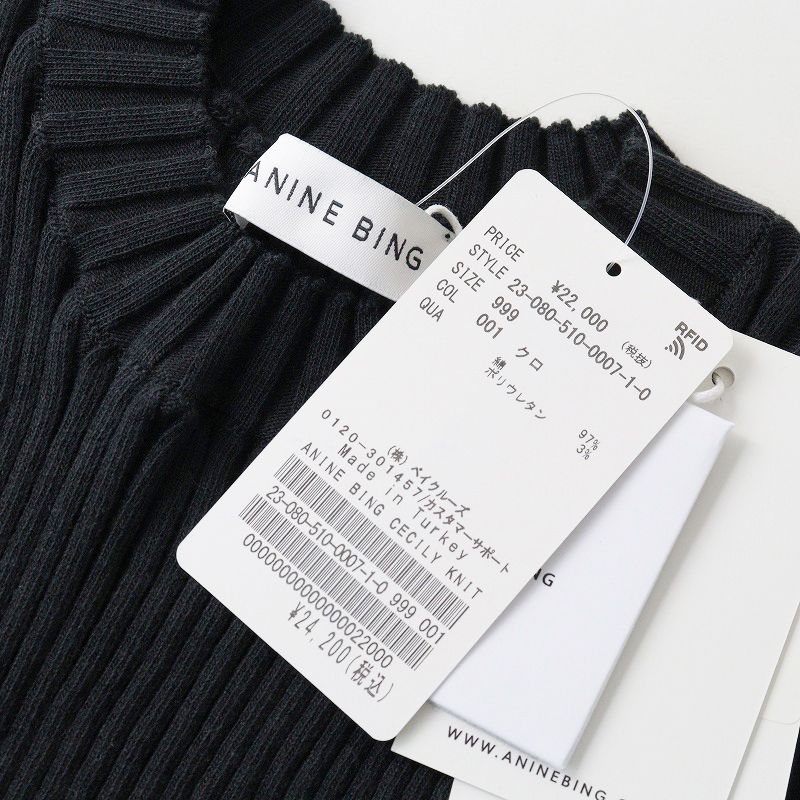 ANINE BING
PRICE ¥22,000 (税抜)
STYLE 23-080-510-0007-1-0
SIZE 999
COL 001 クロ
QUA 綿 97%
ポリウレタン 3%
(株)ベイクルーズ
0120-301457/カスタマーサポート
Made in Turkey
ANINE BING CECILY KNIT
23-080-510-0007-1-0 999 001
0000000000000022000
¥24,200(税込)
RFID
BING
WWW.ANINEBING.